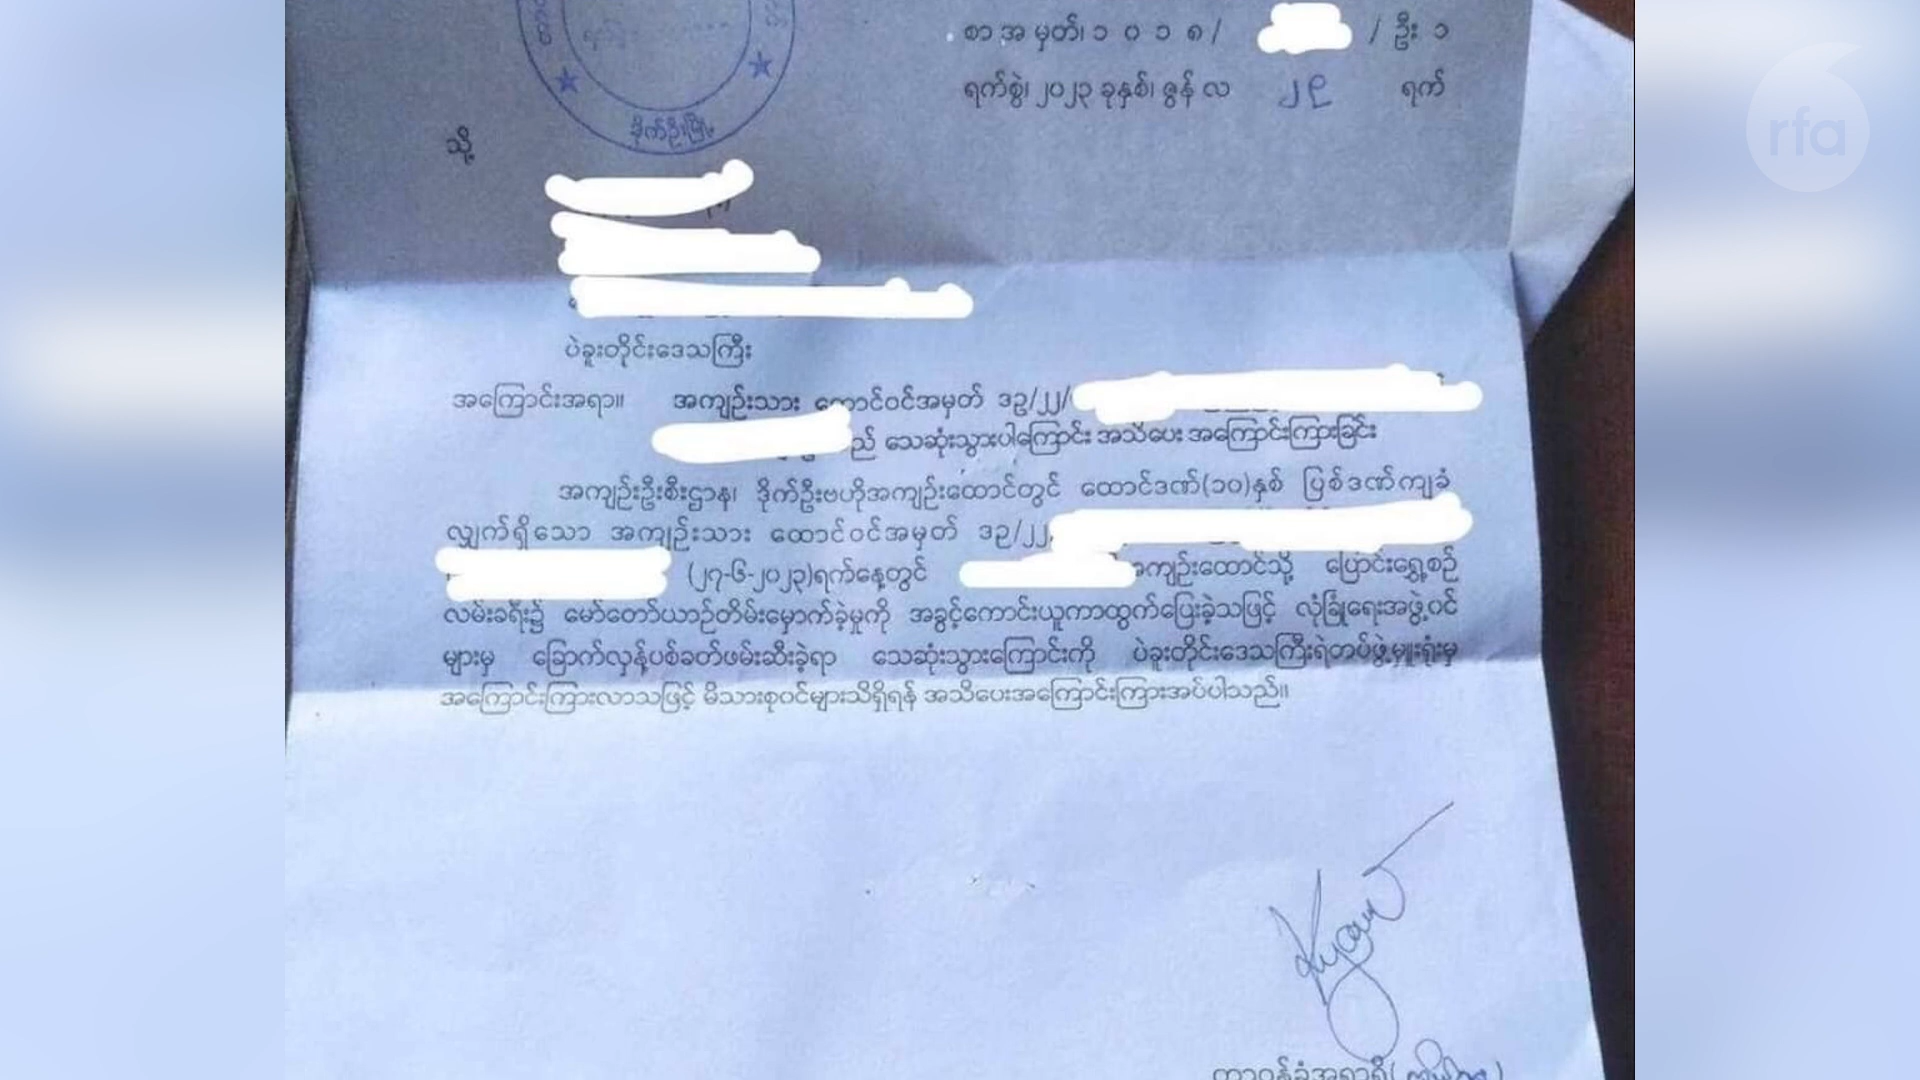 စာအမှတ်၊ ၁၀၁၈/ / ဦး ၁
ရက်စွဲ၊ ၂၀၂၃ ခုနှစ်၊ ဇွန် လ ၂၉ ရက်
rfa
ဒိုက်ဦးမြို့
သို့
ပဲခူးတိုင်းဒေသကြီး
အကြောင်းအရာ။ အကျဉ်းသား ထောင်ဝင်အမှတ် ဒဥ/၂၂/
သေဆုံးသွားပါကြောင်း အသိပေး အကြောင်းကြားခြင်း
အကျဉ်းဦးစီးဌာန၊ ဒိုက်ဦးဗဟိုအကျဉ်းထောင်တွင် ထောင်ဒဏ်(၁၀)နှစ် ပြစ်ဒဏ်ကျခံ
လျှက်ရှိသော အကျဉ်းသား ထောင်ဝင်အမှတ် ဒဥ/၂၂
(၂၇-၆-၂၀၂၃)ရက်နေ့တွင် အကျဉ်းထောင်သို့ ပြောင်းရွှေ့စဉ်
လမ်းခရီး၌ မော်တော်ယာဉ်တိမ်းမှောက်ခဲ့မှုကို အခွင့်ကောင်းယူကာထွက်ပြေးခဲ့သဖြင့် လုံခြုံရေးအဖွဲ့ဝင်
များမှ ခြောက်လှန့်ပစ်ခတ်ဖမ်းဆီးခဲ့ရာ သေဆုံးသွားကြောင်းကို ပဲခူးတိုင်းဒေသကြီးရဲတပ်ဖွဲ့မှူးရုံးမှ
အကြောင်းကြားလာသဖြင့် မိသားစုဝင်များသိရှိရန် အသိပေးအကြောင်းကြားအပ်ပါသည်။
တာဝန်ခံအရာရှိ(